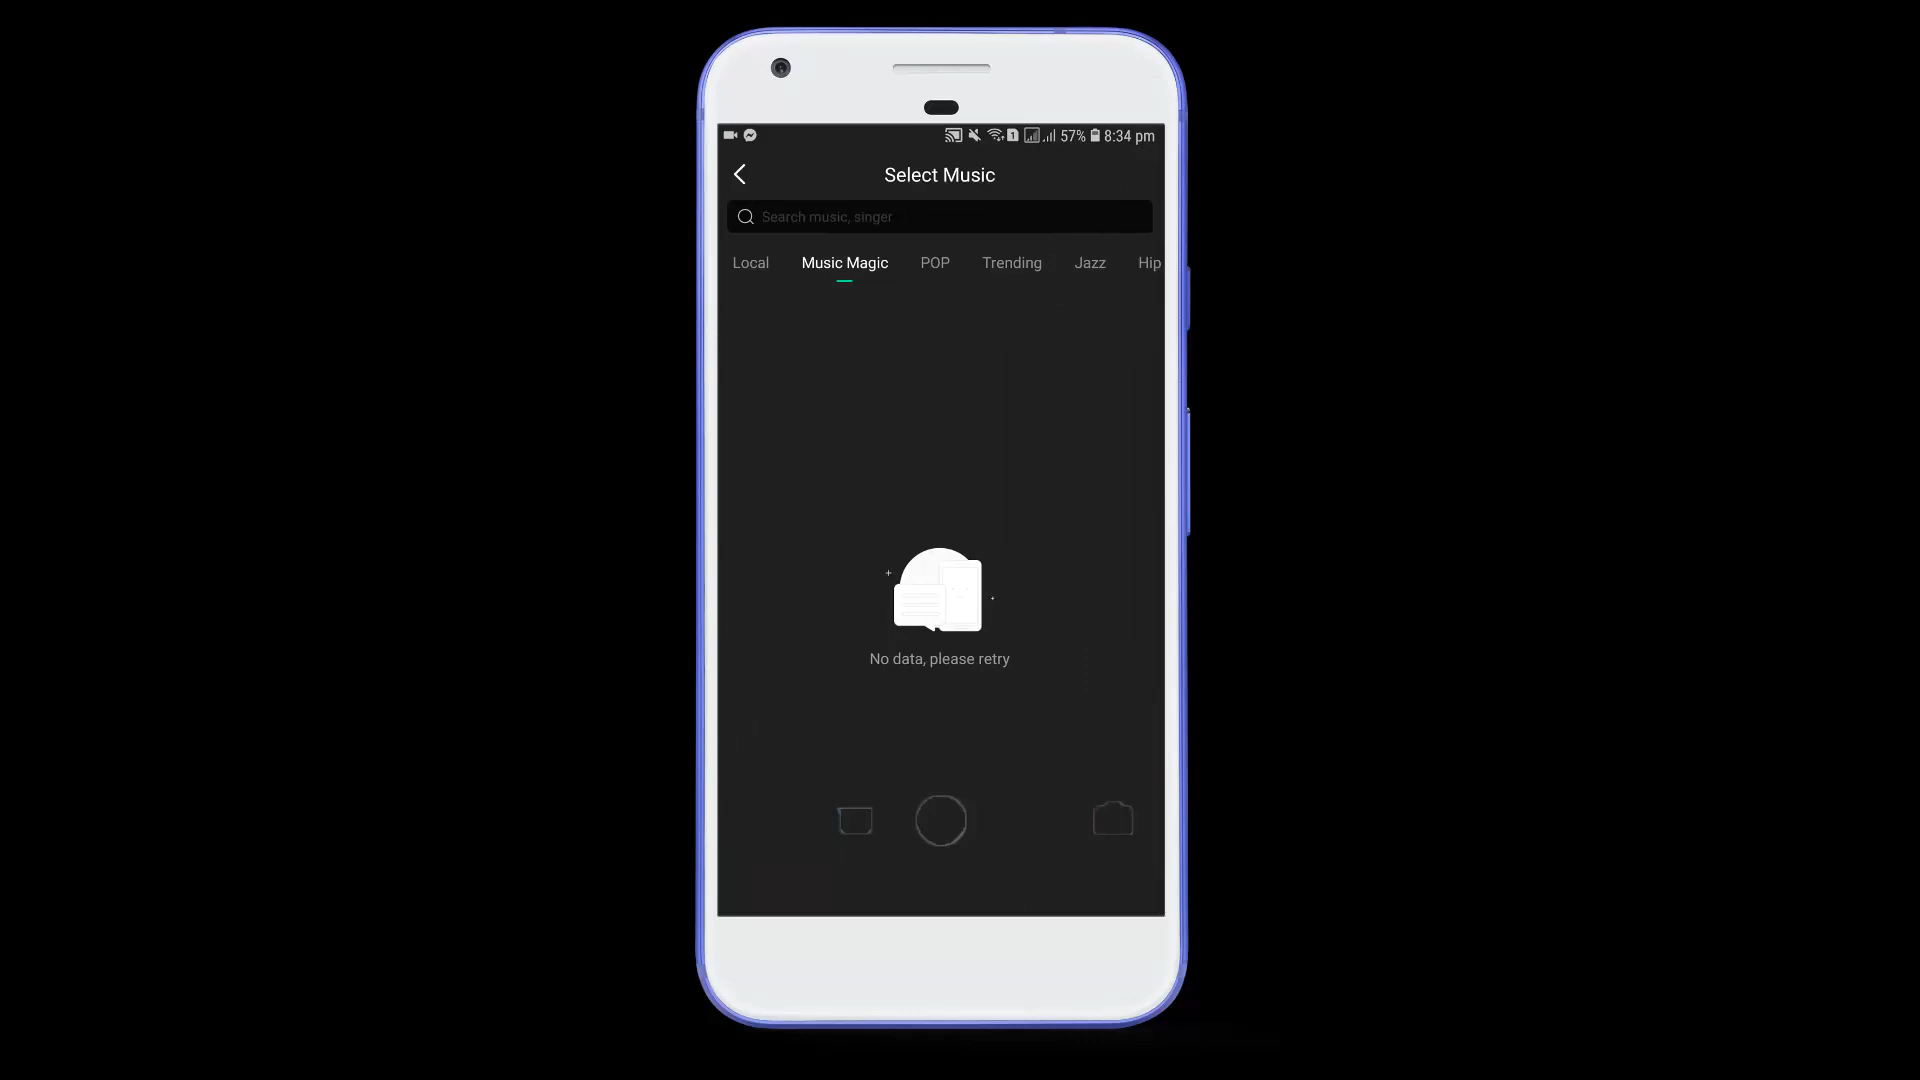 1 57% 8:34 pm
Select Music
Search music, singer
Local Music Magic POP Trending Jazz Hip
No data, please retry